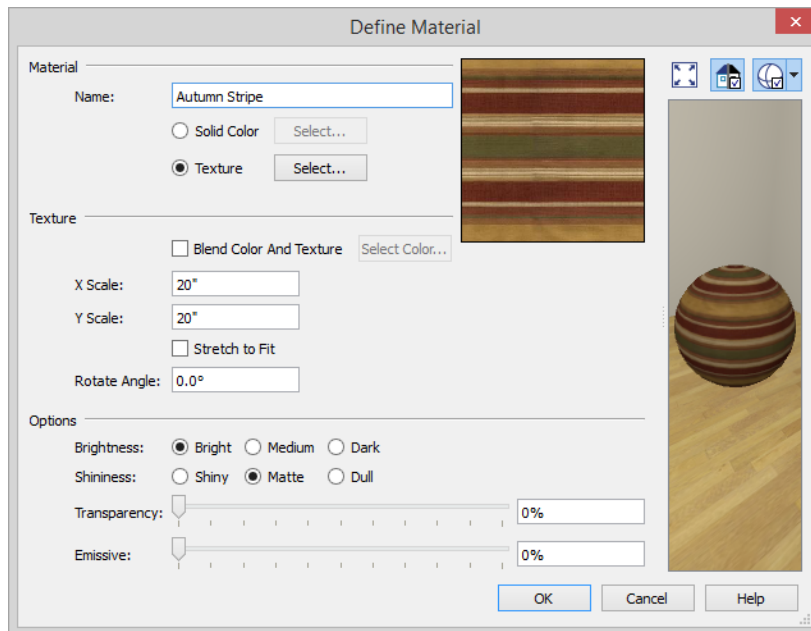 Define Material
Material
Name: Autumn Stripe
Solid Color Select...
Texture Select...
Texture
Blend Color And Texture Select Color...
X Scale: 20"
Y Scale: 20"
Stretch to Fit
Rotate Angle: 0.0°
Options
Brightness: Bright Medium Dark
Shininess: Shiny Matte Dull
Transparency: 0%
Emissive: 0%
OK Cancel Help